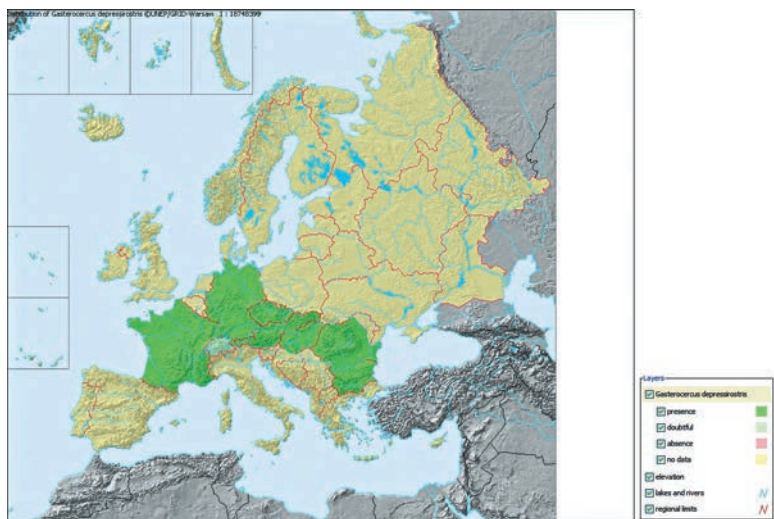 Distribution of Gasterocercus depressirostris ©UNEP/GRID-Warsaw 1 : 18748399
Layers
Gasterocercus depressirostris
presence
doubtful
absence
no data
elevation
lakes and rivers
regional limits